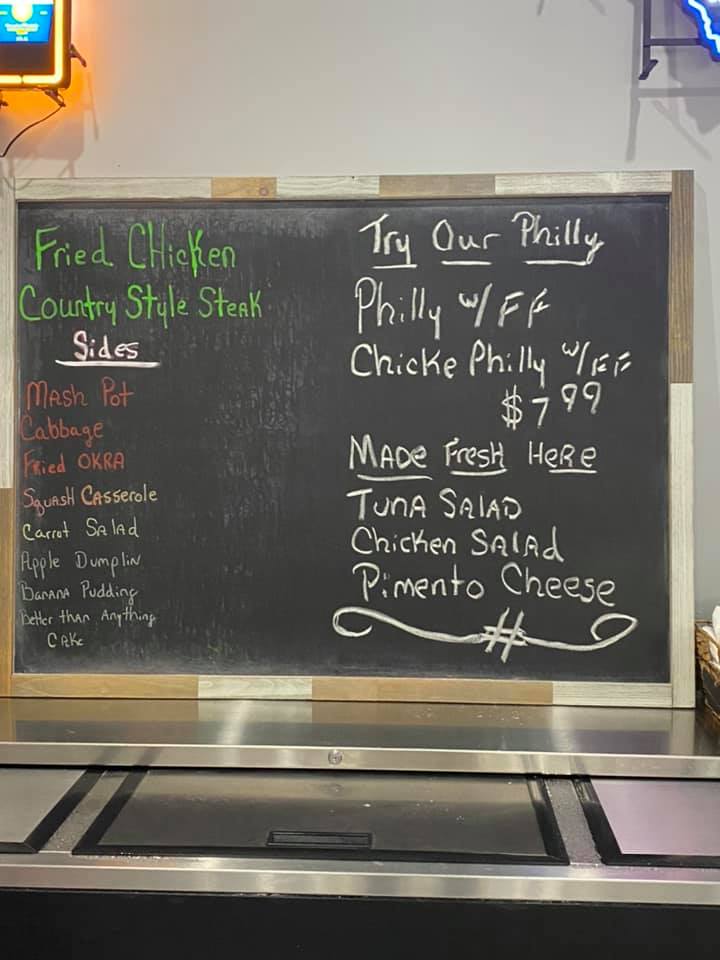 Fried Chicken
Country Style Steak
Sides
Mash Pot
Cabbage
Fried OKRA
Squash Casserole
Carrot Salad
Apple Dumplin
Banana Pudding
Better than Anything
Cake
Try Our Philly
Philly w/ FF
Chicke Philly w/ FF
$7 99
Made Fresh Here
Tuna Salad
Chicken Salad
Pimento Cheese